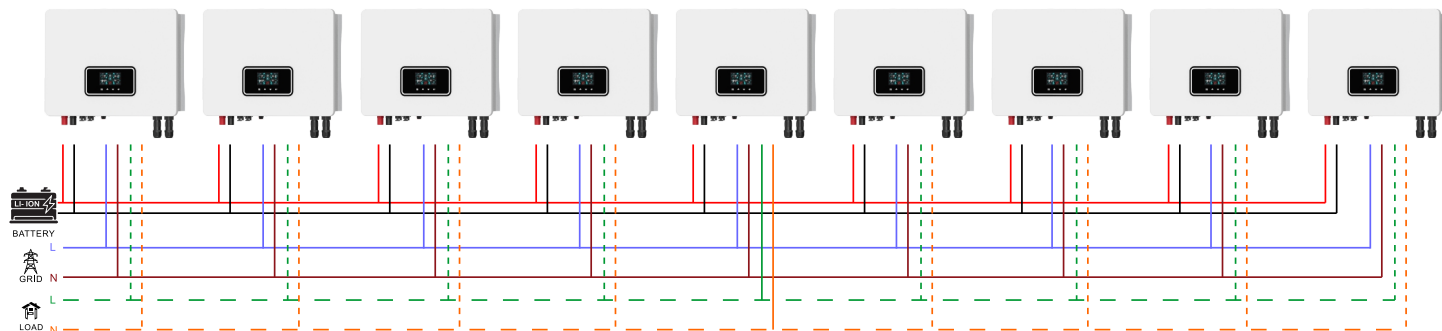 LI- ION
BATTERY
L
GRID N
L
LOAD N